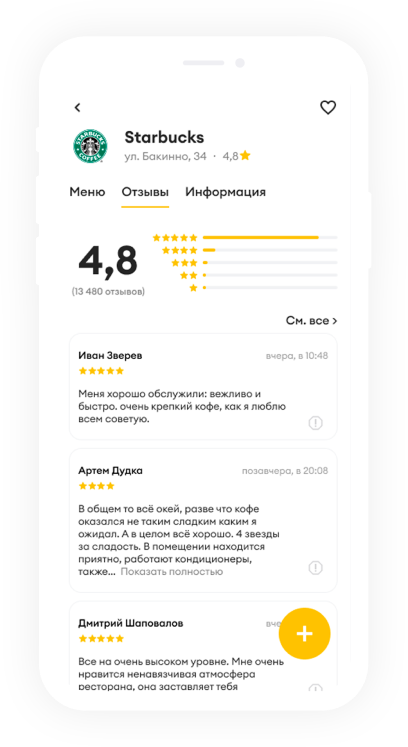 STARBUCKS
COFFEE
Starbucks
ул. Бакинно, 34 · 4,8
Меню Отзывы Информация
4,8
(13 480 отзывов)
См. все >
Иван Зверев вчера, в 10:48
Меня хорошо обслужили: вежливо и
быстро. очень крепкий кофе, как я люблю
всем советую.
Артем Дудка позавчера, в 20:08
В общем то всё окей, разве что кофе
оказался не таким сладким каким я
ожидал. А в целом всё хорошо. 4 звезды
за сладость. В помещении находится
приятно, работают кондиционеры,
также... Показать полностью
Дмитрий Шаповалов
Все на очень высоком уровне. Мне очень
нравится ненавязчивая атмосфера
ресторана, она заставляет тебя